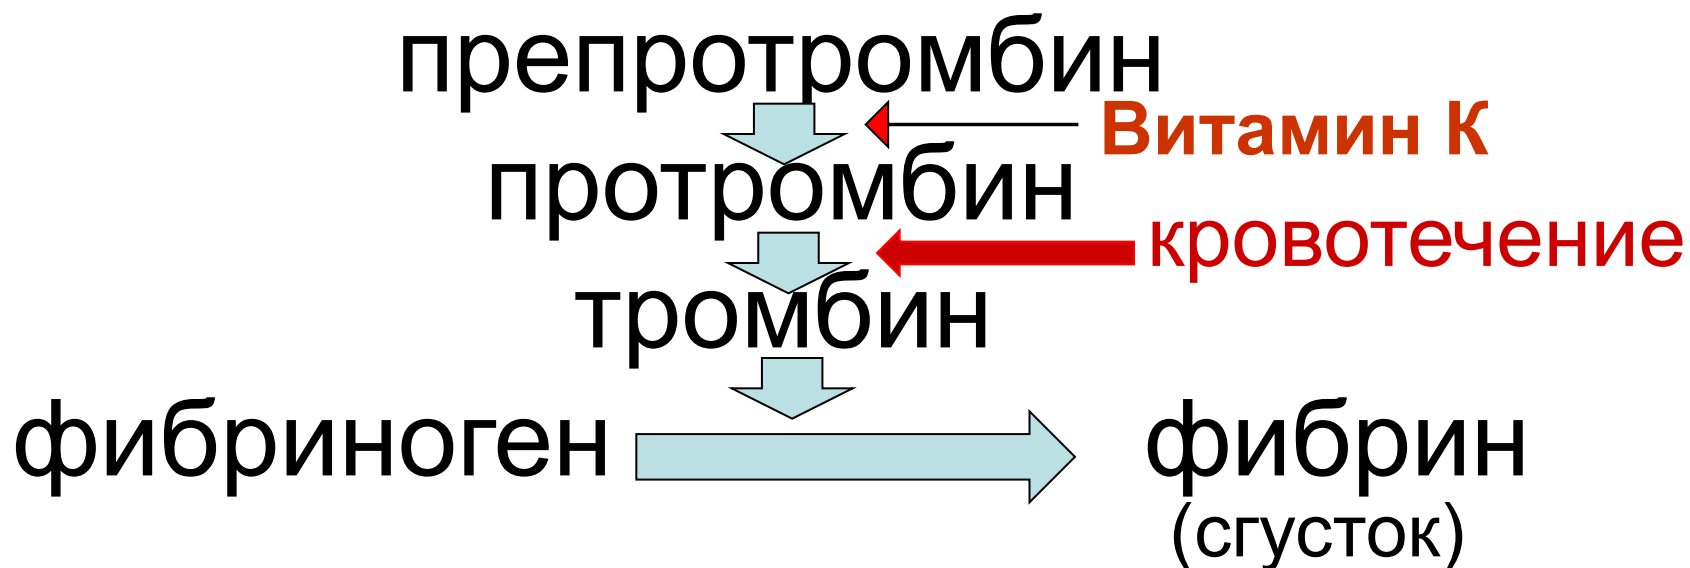 препротромбин
Витамин К
протромбин
кровотечение
тромбин
фибриноген фибрин
(сгусток)